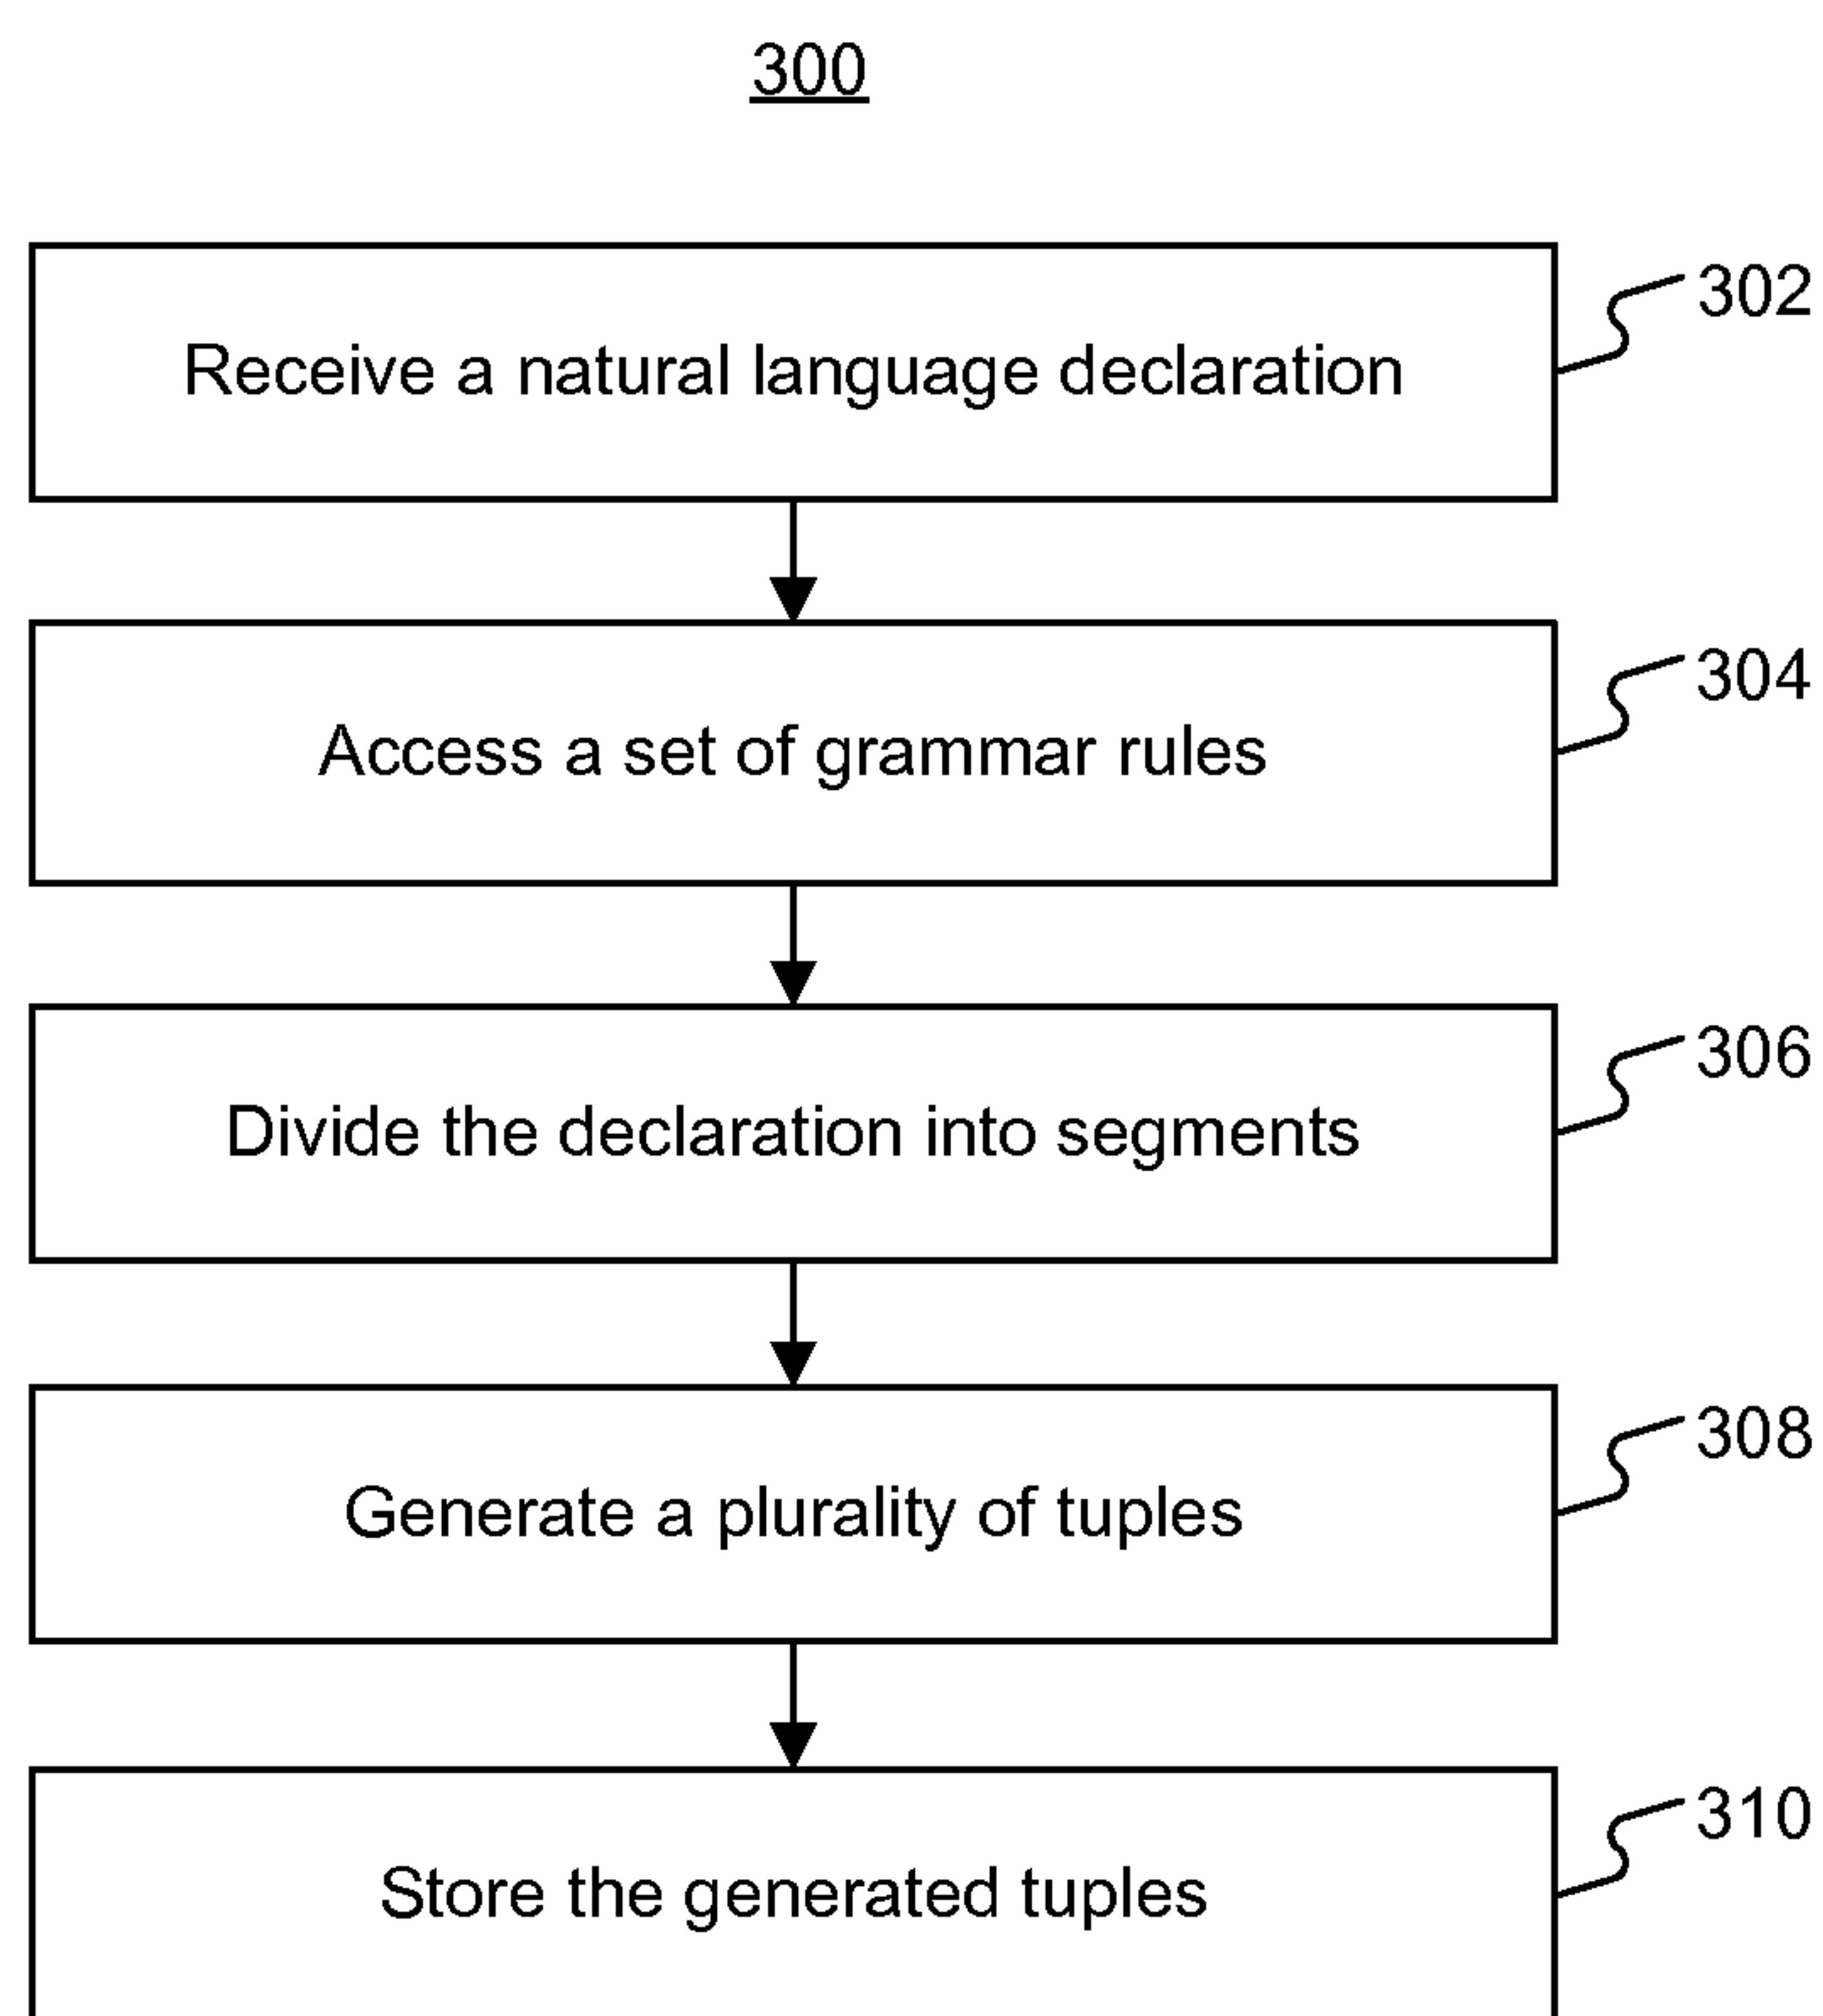 300
Receive a natural language declaration
302
Access a set of grammar rules
304
Divide the declaration into segments
306
Generate a plurality of tuples
308
Store the generated tuples
310